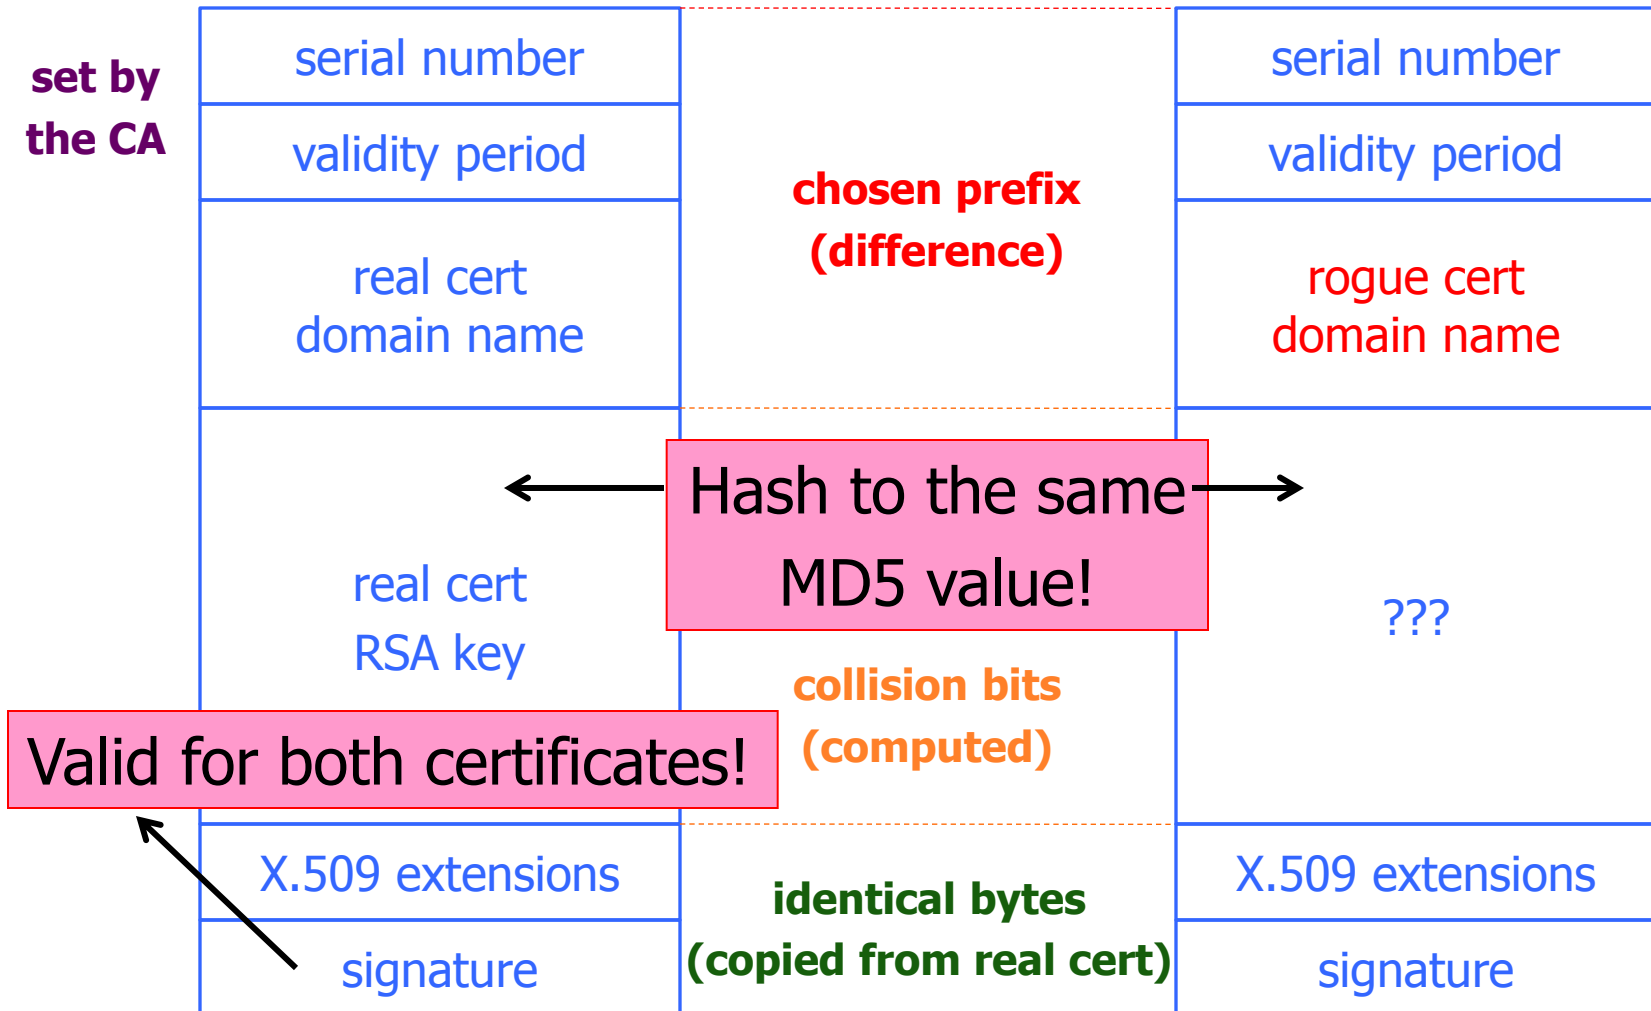 set by
the CA
serial number
validity period
real cert
domain name
real cert
RSA key
Valid for both certificates!
X.509 extensions
signature
chosen prefix
(difference)
Hash to the same
MD5 value!
collision bits
(computed)
identical bytes
(copied from real cert)
serial number
validity period
rogue cert
domain name
???
X.509 extensions
signature